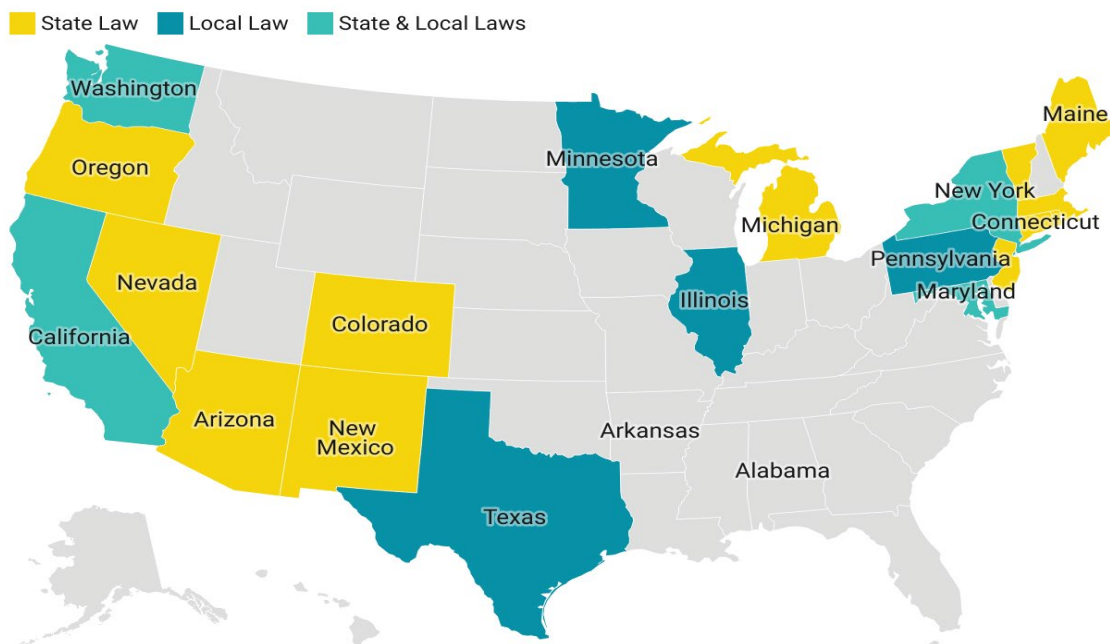 State Law
Local Law
State & Local Laws
Washington
Maine
Minnesota
Oregon
New York
Michigan
Connecticut
Pennsylvania
Nevada
Maryland
Illinois
Colorado
California
Arizona
New
Mexico
Arkansas
Alabama
Texas